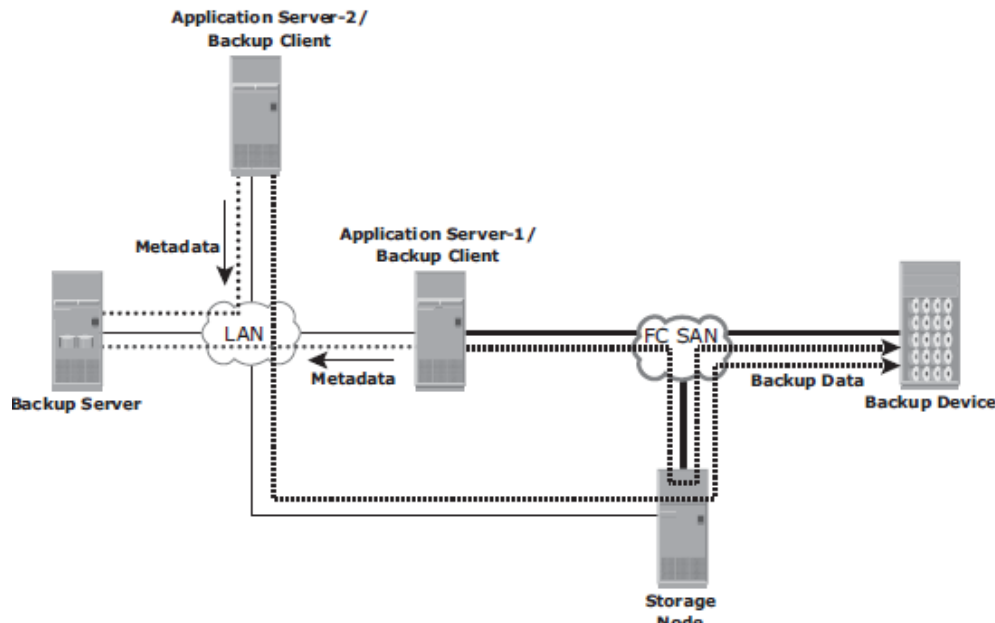 Application Server-2/
Backup Client
Metadata
Application Server-1/
Backup Client
LAN
FC SAN
Metadata
Backup Data
Backup Server
Backup Device
Storage
Node